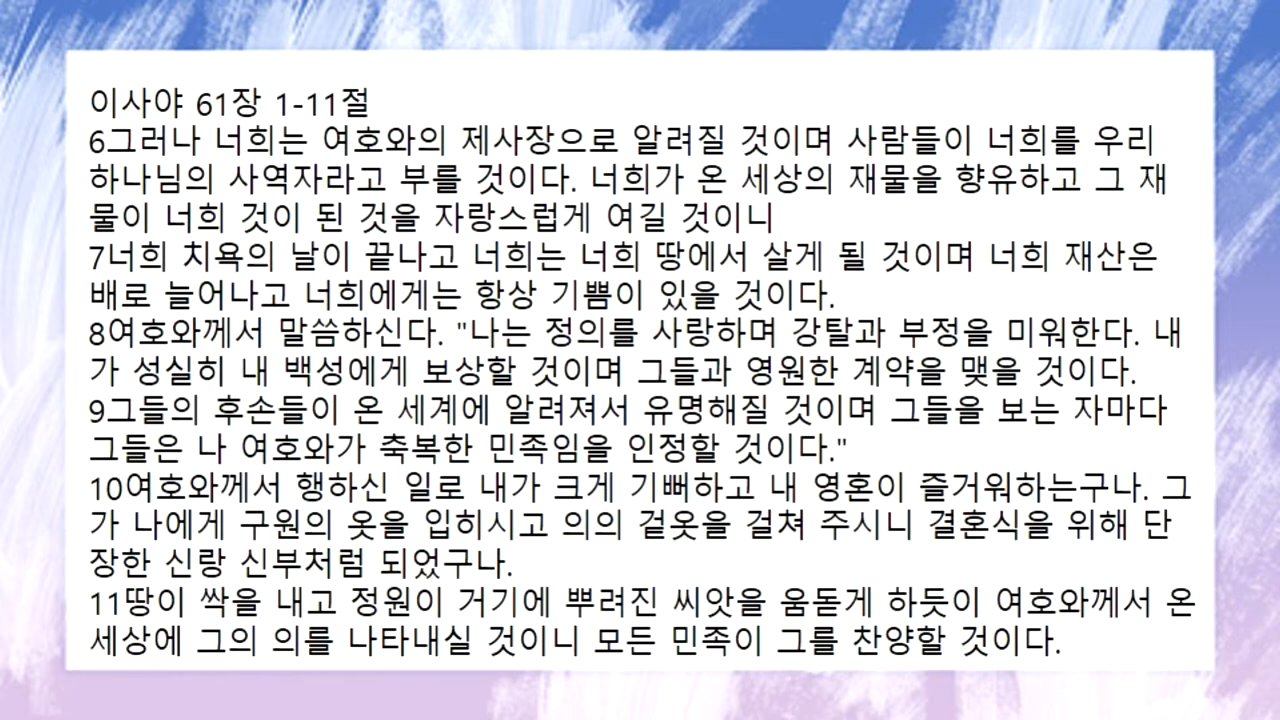 이사야 61장 1-11절
6그러나 너희는 여호와의 제사장으로 알려질 것이며 사람들이 너희를 우리
하나님의 사역자라고 부를 것이다. 너희가 온 세상의 재물을 향유하고 그 재
물이 너희 것이 된 것을 자랑스럽게 여길 것이니
7너희 치욕의 날이 끝나고 너희는 너희 땅에서 살게 될 것이며 너희 재산은
배로 늘어나고 너희에게는 항상 기쁨이 있을 것이다.
8여호와께서 말씀하신다. "나는 정의를 사랑하며 강탈과 부정을 미워한다. 내
가 성실히 내 백성에게 보상할 것이며 그들과 영원한 계약을 맺을 것이다.
9그들의 후손들이 온 세계에 알려져서 유명해질 것이며 그들을 보는 자마다
그들은 나 여호와가 축복한 민족임을 인정할 것이다."
10여호와께서 행하신 일로 내가 크게 기뻐하고 내 영혼이 즐거워하는구나. 그
가 나에게 구원의 옷을 입히시고 의의 겉옷을 걸쳐 주시니 결혼식을 위해 단
장한 신랑 신부처럼 되었구나.
11땅이 싹을 내고 정원이 거기에 뿌려진 씨앗을 움돋게 하듯이 여호와께서 온
세상에 그의 의를 나타내실 것이니 모든 민족이 그를 찬양할 것이다.